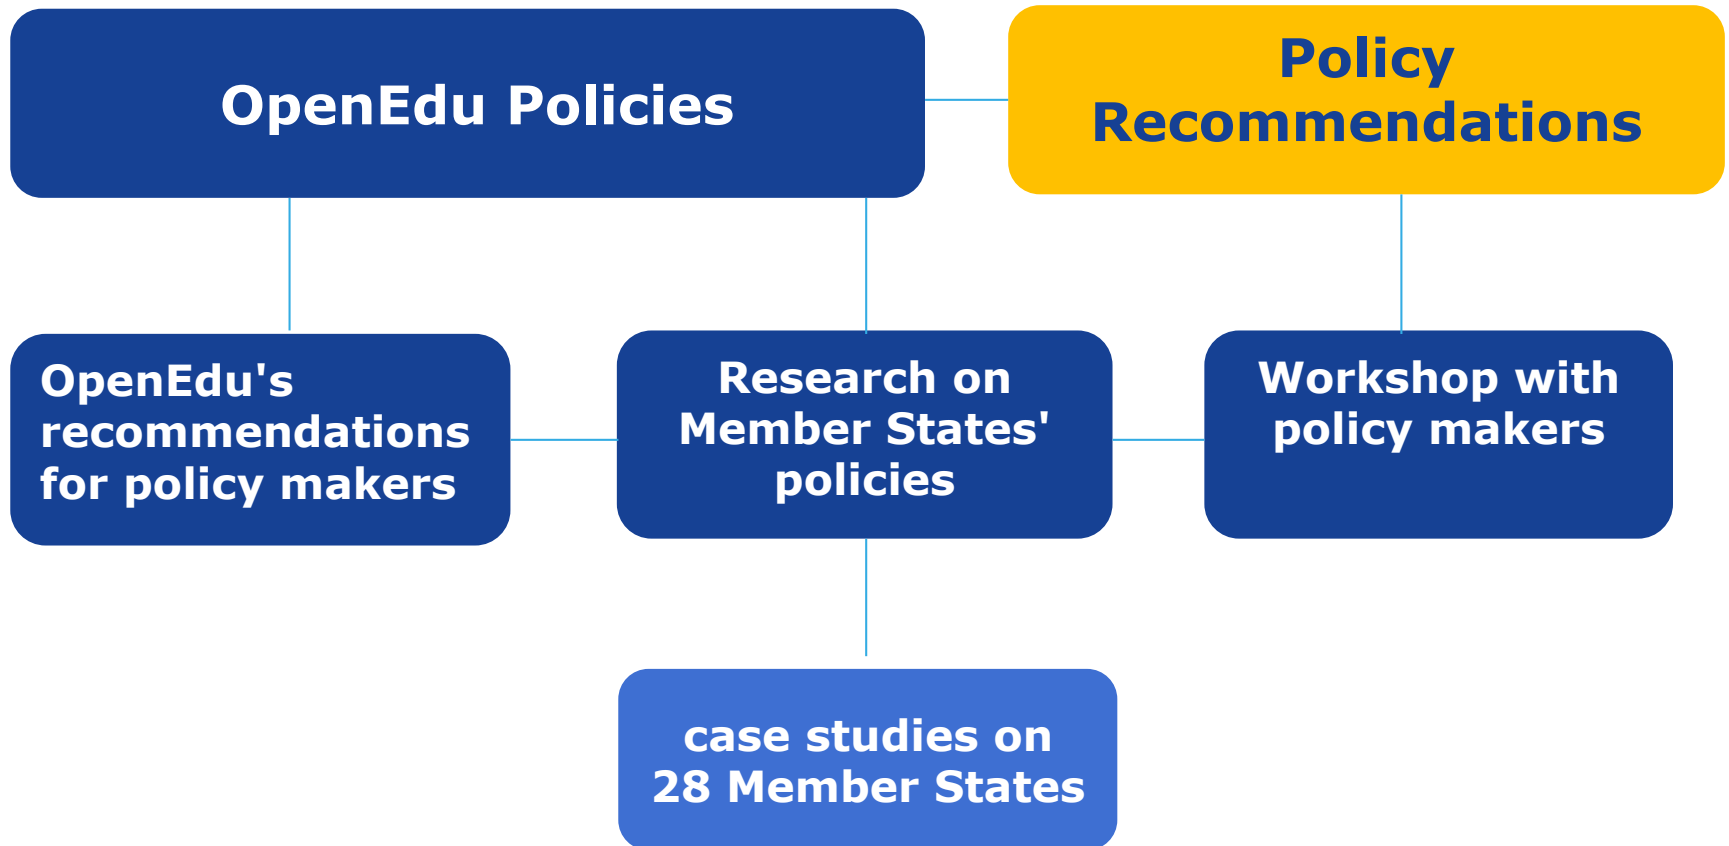 OpenEdu Policies
Policy
Recommendations
OpenEdu's
recommendations
for policy makers
Research on
Member States'
policies
Workshop with
policy makers
case studies on
28 Member States